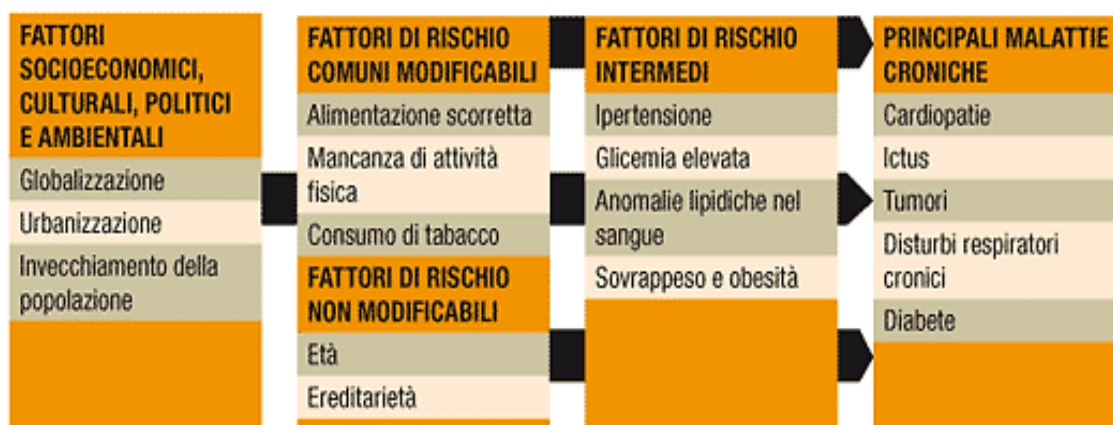 FATTORI
SOCIOECONOMICI,
CULTURALI, POLITICI
E AMBIENTALI
Globalizzazione
Urbanizzazione
Invecchiamento della
popolazione
FATTORI DI RISCHIO
COMUNI MODIFICABILI
Alimentazione scorretta
Mancanza di attività
fisica
Consumo di tabacco
FATTORI DI RISCHIO
NON MODIFICABILI
Età
Ereditarietà
FATTORI DI RISCHIO
INTERMEDI
Ipertensione
Glicemia elevata
Anomalie lipidiche nel
sangue
Sovrappeso e obesità
PRINCIPALI MALATTIE
CRONICHE
Cardiopatie
Ictus
Tumori
Disturbi respiratori
cronici
Diabete